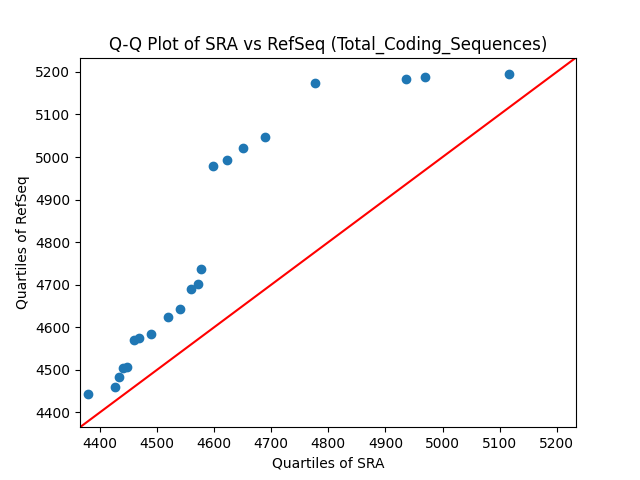 Q-Q Plot of SRA vs RefSeq (Total_Coding_Sequences)
Quartiles of RefSeq
5200
5100
5000
4900
4800
4700
4600
4500
4400
4400 4500 4600 4700 4800 4900 5000 5100 5200
Quartiles of SRA